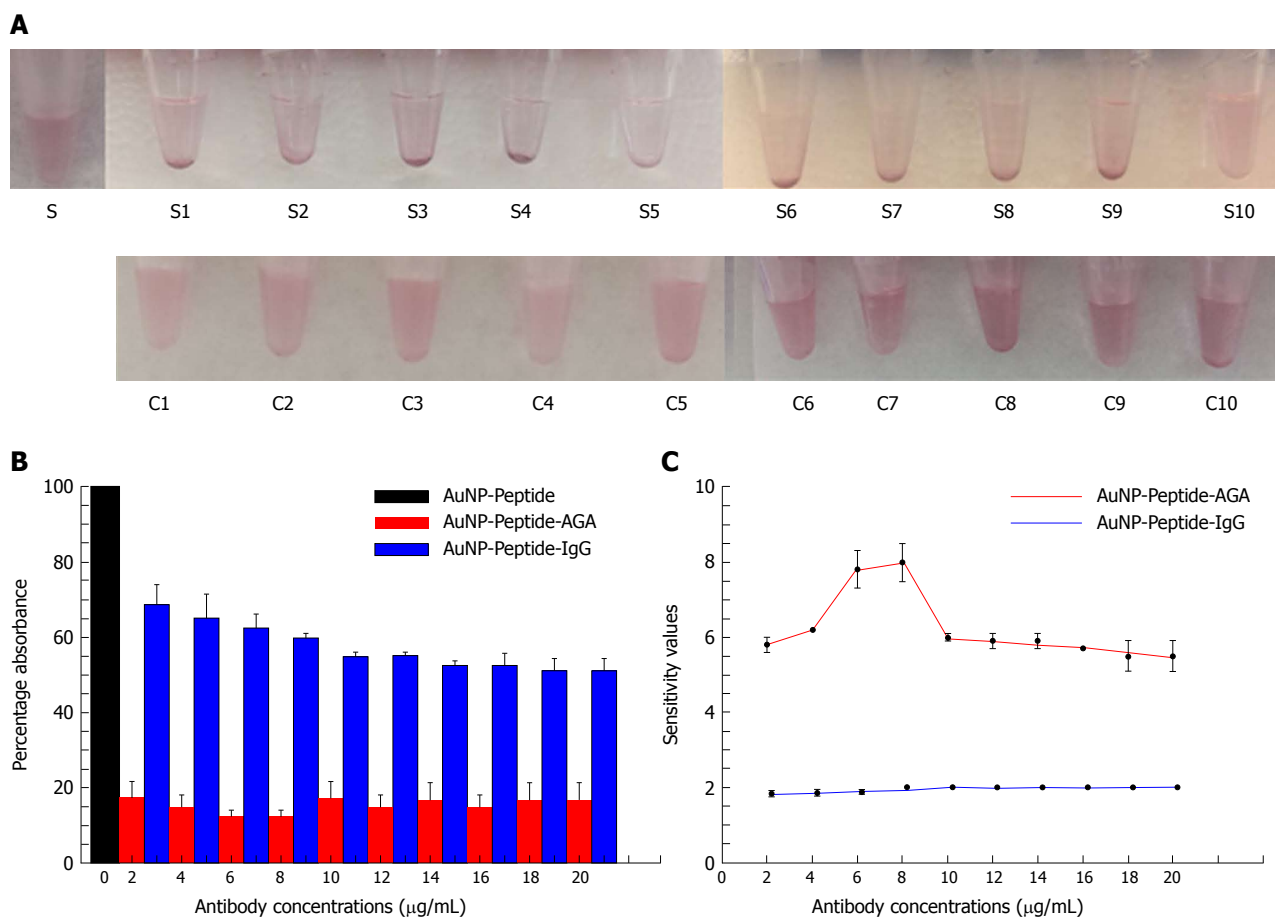 A
S S1 S2 S3 S4 S5 S6 S7 S8 S9 S10
C1 C2 C3 C4 C5 C6 C7 C8 C9 C10
B
Percentage absorbance
100
80
60
40
20
0
AuNP-Peptide
AuNP-Peptide-AGA
AuNP-Peptide-IgG
0 2 4 6 8 10 12 14 16 18 20
Antibody concentrations (µg/mL)
C
Sensitivity values
10
8
6
4
2
0
AuNP-Peptide-AGA
AuNP-Peptide-IgG
0 2 4 6 8 10 12 14 16 18 20
Antibody concentrations (µg/mL)